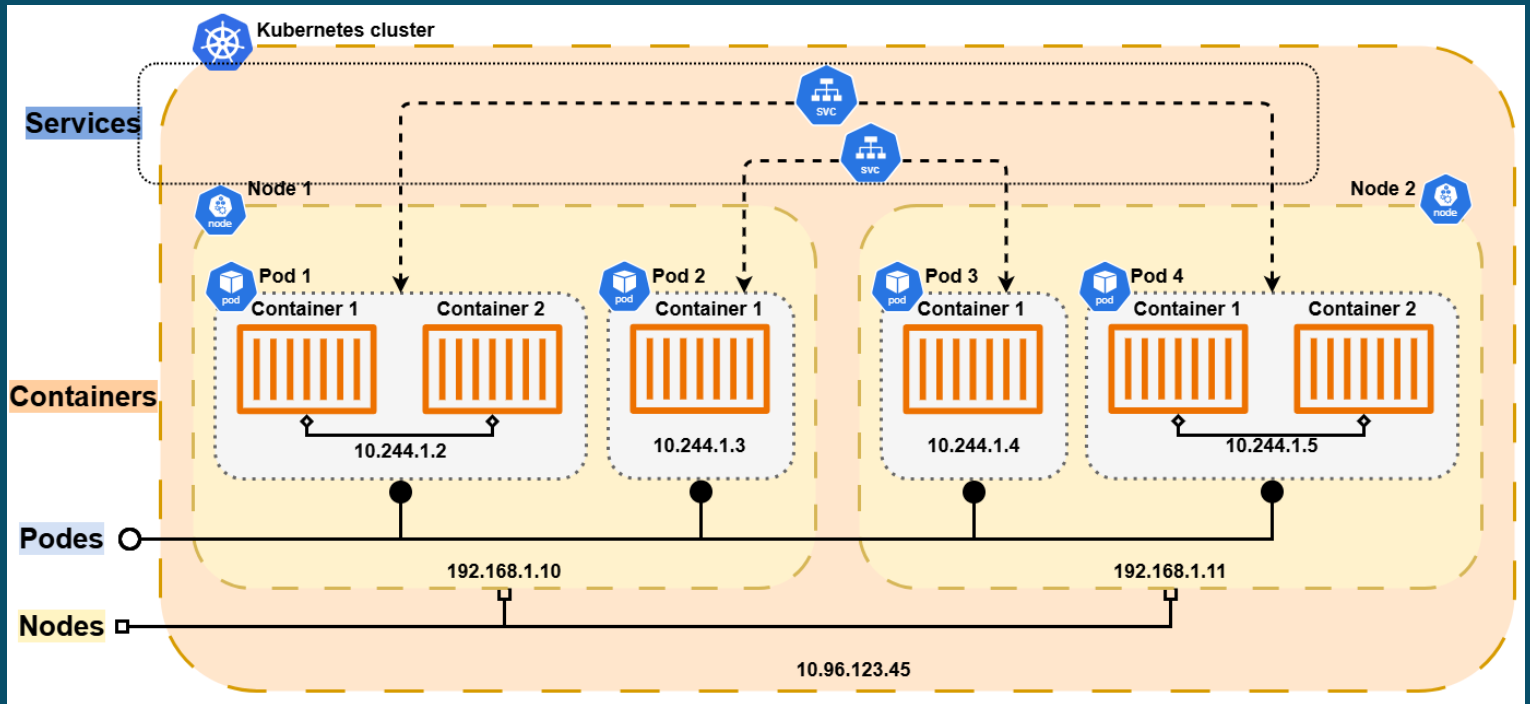 Kubernetes cluster
Services
svc
svc
Node 1
node
Node 2
node
Pod 1
pod
Pod 2
pod
Pod 3
pod
Pod 4
pod
Container 1
Container 2
Container 1
Container 1
Container 1
Container 2
Containers
10.244.1.2
10.244.1.3
10.244.1.4
10.244.1.5
Podes
192.168.1.10
192.168.1.11
Nodes
10.96.123.45